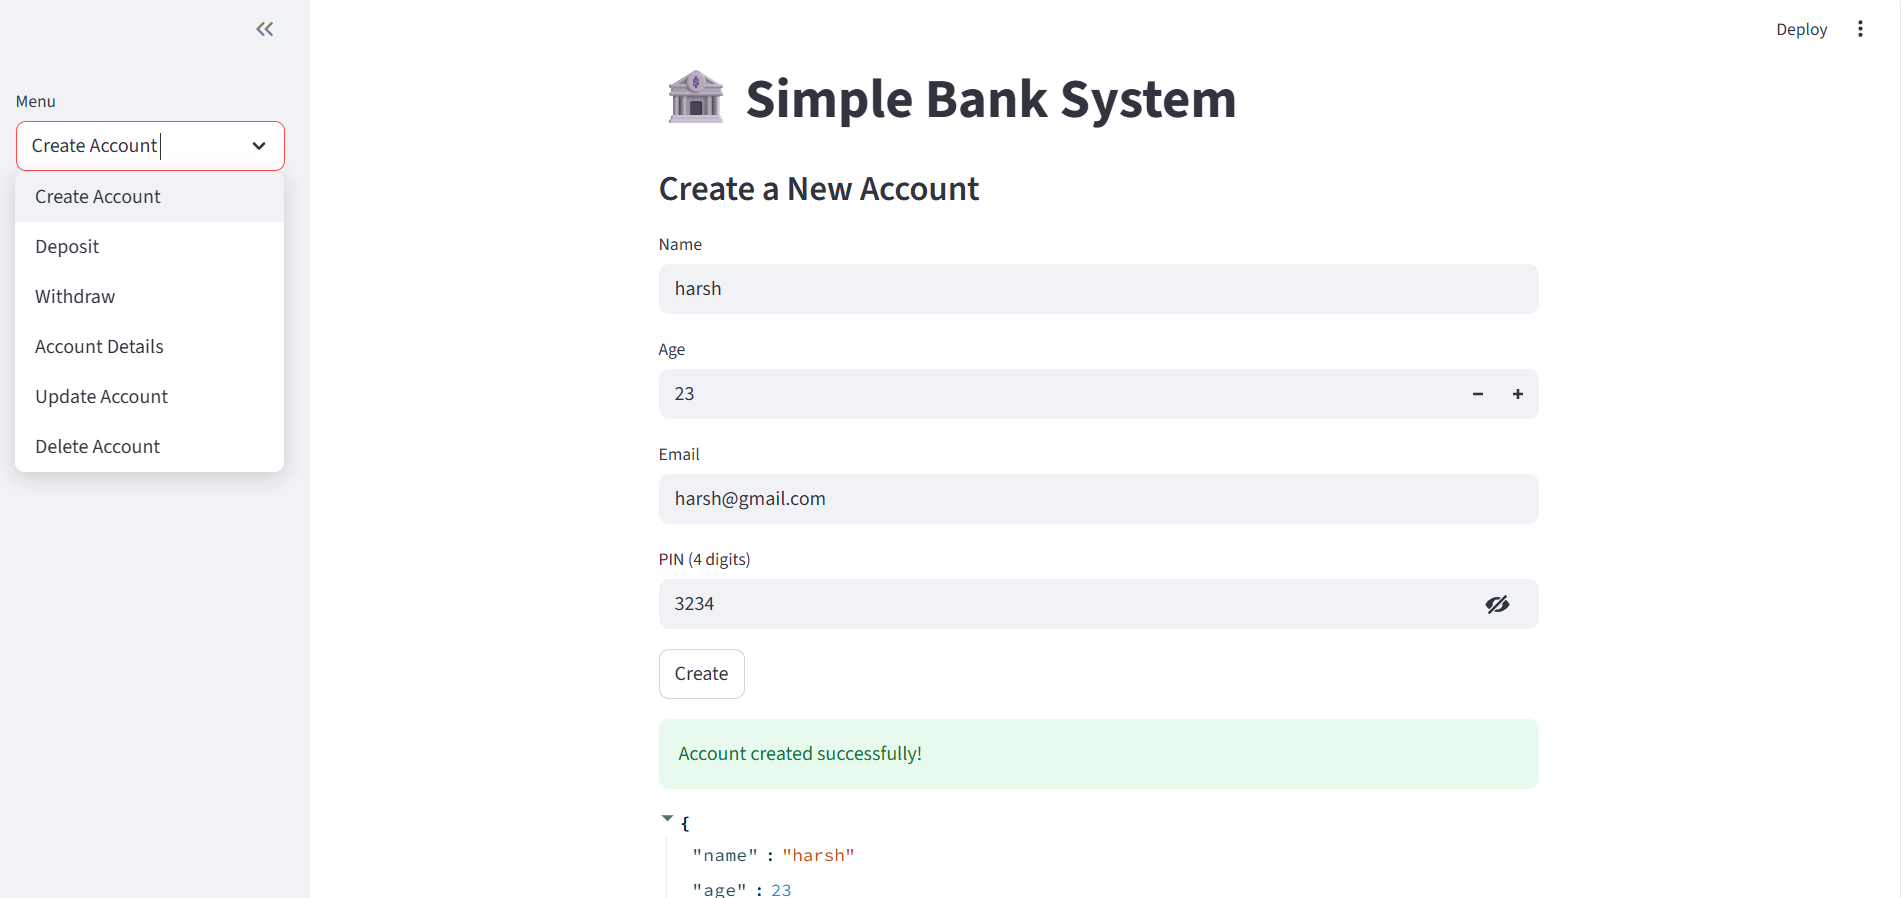 Deploy
Menu
Create Account
Create Account
Deposit
Withdraw
Account Details
Update Account
Delete Account
Simple Bank System
Create a New Account
Name
harsh
Age
23
Email
harsh@gmail.com
PIN (4 digits)
3234
Create
Account created successfully!
{
"name" : "harsh"
"age" : 23